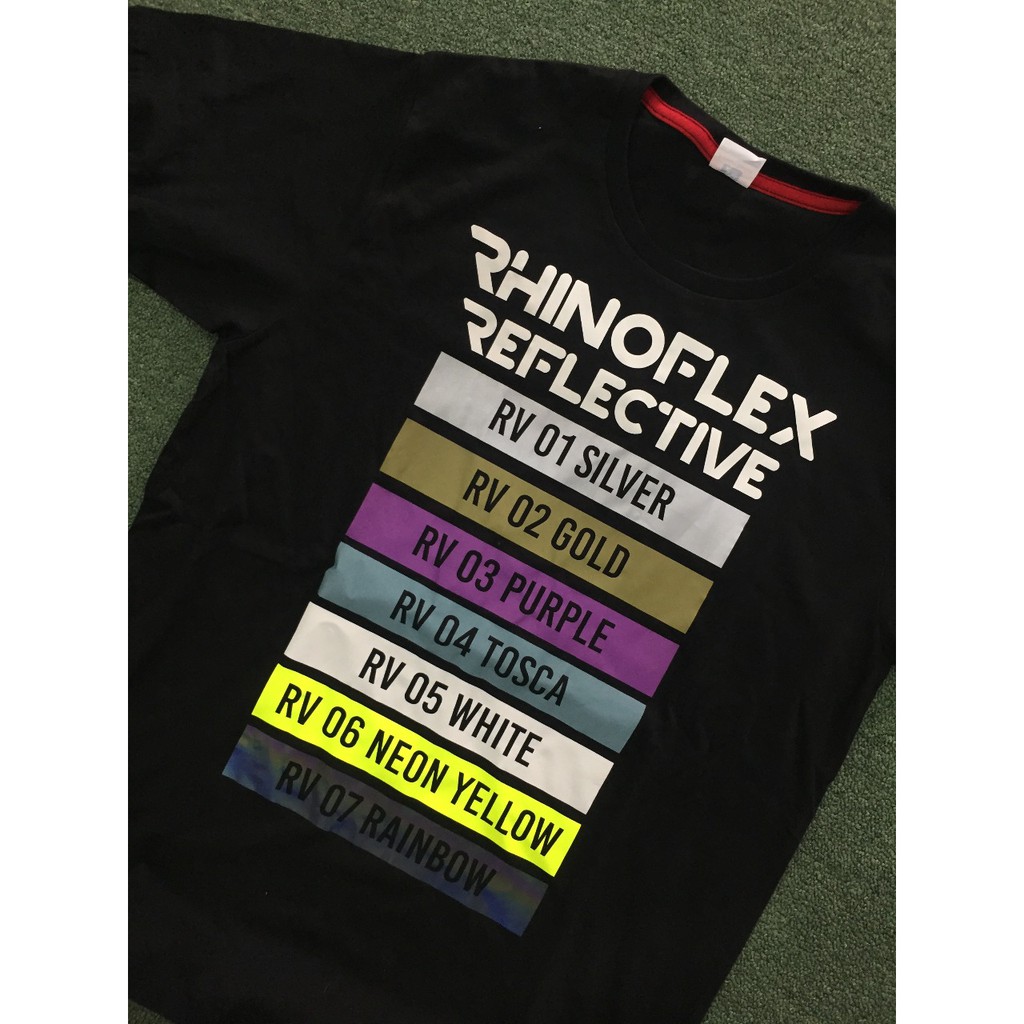 RHINOFLEX
REFLECTIVE
RV 01 SILVER
RV 02 GOLD
RV 03 PURPLE
RV 04 TOSCA
RV 05 WHITE
RV 06 NEON YELLOW
RV 07 RAINBOW